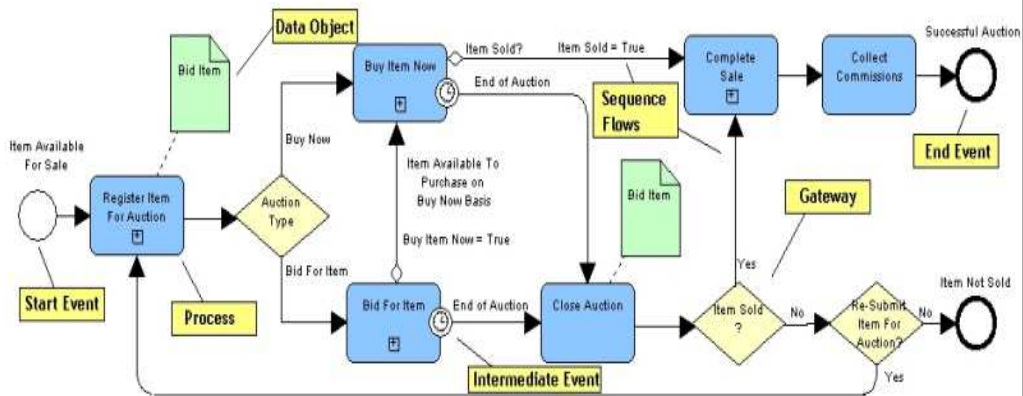 Data Object
Bid Item
Buy Item Now
Item Sold?
Item Sold = True
Complete
Sale
Collect
Commissions
Successful Auction
End of Auction
Sequence
Flows
End Event
Item Available
For Sale
Buy Now
Item Available To
Purchase on
Buy Now Basis
Bid Item
Register Item
For Auction
Auction
Type
Gateway
Buy Item Now = True
Bid For Item
Yes
Item Not Sold
Start Event
Process
Bid For Item
End of Auction
Close Auction
Item Sold
?
No
Re-Submit
Item For
Auction?
No
Intermediate Event
Yes